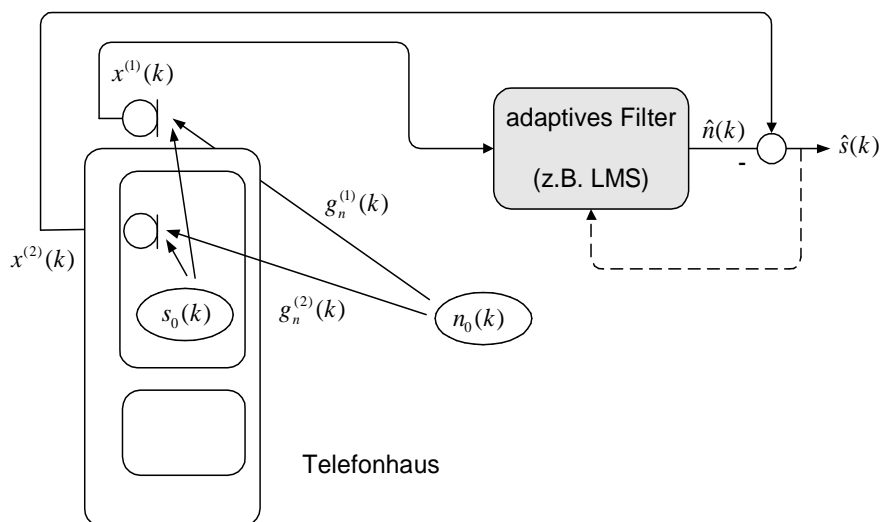 x^{(1)}(k)
adaptives Filter
(z.B. LMS)
n̂(k)
-
ŝ(k)
g_n^{(1)}(k)
x^{(2)}(k)
s_0(k)
g_n^{(2)}(k)
n_0(k)
Telefonhaus